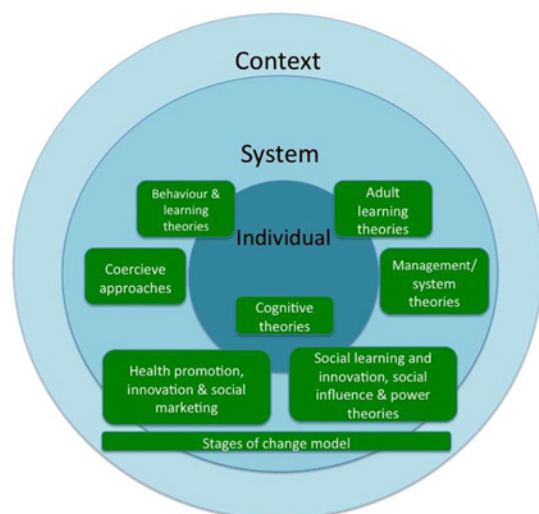 Context
System
Behaviour &
learning
theories
Adult
learning
theories
Individual
Coercieve
approaches
Management/
system
theories
Cognitive
theories
Health promotion,
innovation & social
marketing
Social learning and
innovation, social
influence & power
theories
Stages of change model